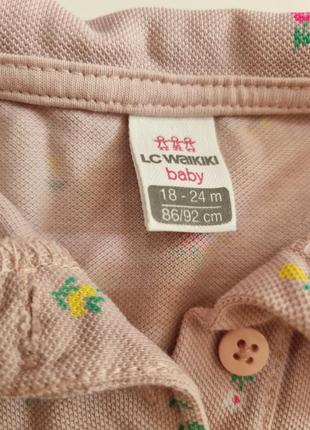 LC WAIKIKI
baby
18 - 24 m
86/92 cm